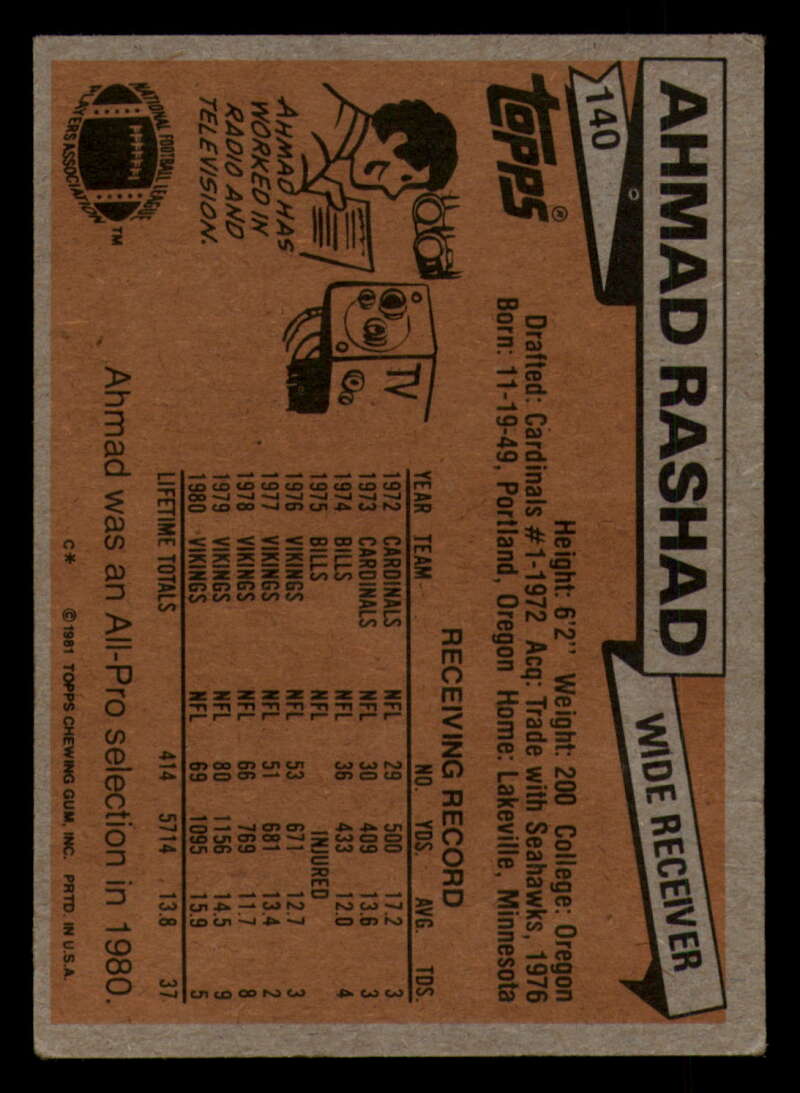 AHMAD RASHAD
WIDE RECEIVER
140
topps®
Height: 6'2" Weight: 200 College: Oregon
Drafted: Cardinals #1-1972 Acq: Trade with Seahawks, 1976
Born: 11-19-49, Portland, Oregon Home: Lakeville, Minnesota
AHMAD HAS
WORKED IN
RADIO AND
TELEVISION.
TV
RECEIVING RECORD
YEAR TEAM NO. YDS. AVG. TDS.
1972 CARDINALS NFL 29 500 17.2 3
1973 CARDINALS NFL 30 409 13.6 3
1974 BILLS NFL 36 433 12.0 4
1975 BILLS NFL INJURED
1976 VIKINGS NFL 53 671 12.7 3
1977 VIKINGS NFL 51 681 13.4 2
1978 VIKINGS NFL 66 769 11.7 8
1979 VIKINGS NFL 80 1156 14.5 9
1980 VIKINGS NFL 69 1095 15.9 5
LIFETIME TOTALS 414 5714 13.8 37
NATIONAL FOOTBALL LEAGUE
PLAYERS ASSOCIATION
™
Ahmad was an All-Pro selection in 1980.
C* ©1981 TOPPS CHEWING GUM, INC. PRTD. IN U.S.A.